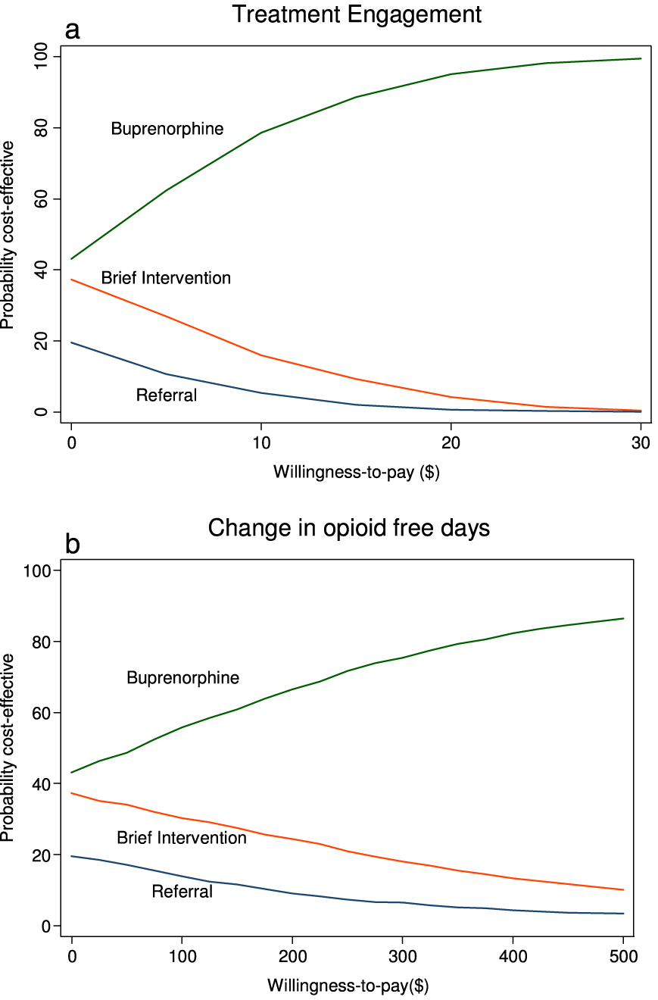 Treatment Engagement
a
Probability cost-effective
100
80
60
40
20
0
Buprenorphine
Brief Intervention
Referral
0 10 20 30
Willingness-to-pay ($)
Change in opioid free days
b
Probability cost-effective
100
80
60
40
20
0
Buprenorphine
Brief Intervention
Referral
0 100 200 300 400 500
Willingness-to-pay($)